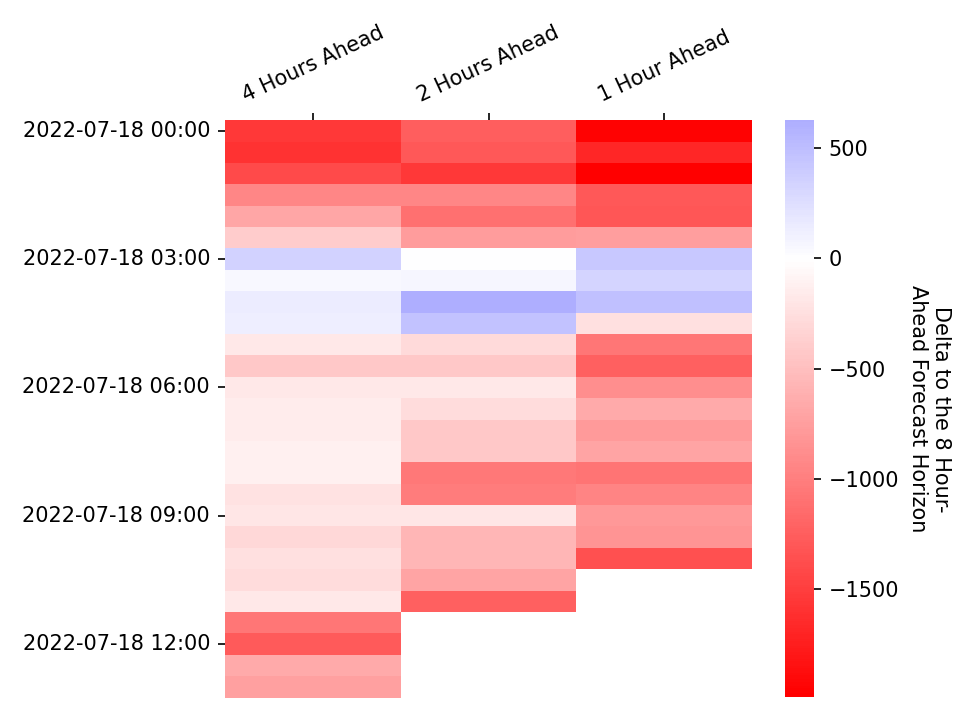 4 Hours Ahead
2 Hours Ahead
1 Hour Ahead
2022-07-18 00:00
2022-07-18 03:00
2022-07-18 06:00
2022-07-18 09:00
2022-07-18 12:00
500
0
−500
−1000
−1500
Delta to the 8 Hour-
Ahead Forecast Horizon